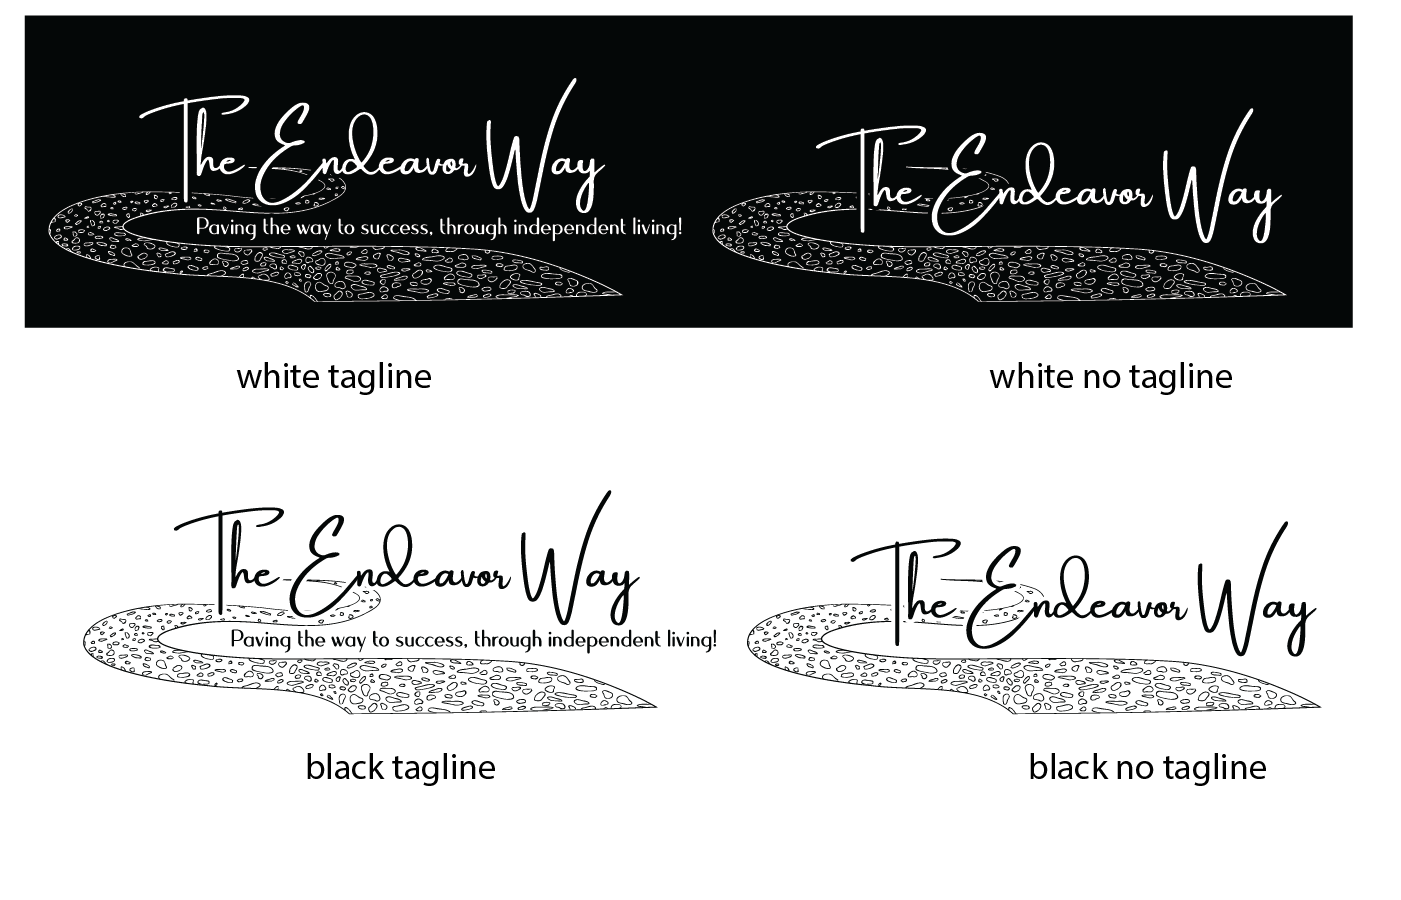 The Endeavor Way
Paving the way to success, through independent living!
The Endeavor Way
white tagline
white no tagline
The Endeavor Way
Paving the way to success, through independent living!
The Endeavor Way
black tagline
black no tagline